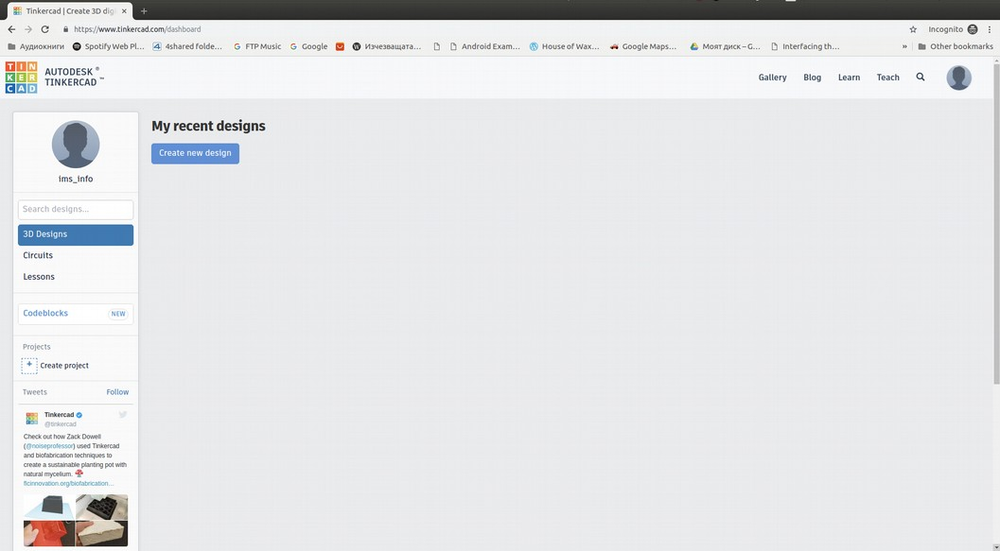 Tinkercad | Create 3D digi
https://www.tinkercad.com/dashboard
Incognito
Аудиокниги
Spotify Web Pl…
4shared folde…
FTP Music
Google
Изчезващата…
Android Exam…
House of Wax…
Google Maps…
Моят диск – G…
Interfacing th…
»
Other bookmarks
TIN
KER
CAD
AUTODESK®
TINKERCAD™
Gallery
Blog
Learn
Teach
My recent designs
Create new design
ims_info
Search designs...
3D Designs
Circuits
Lessons
Codeblocks
NEW
Projects
+ Create project
Tweets
Follow
Tinkercad
@tinkercad
Check out how Zack Dowell
(@noiseprofessor) used Tinkercad
and biofabrication techniques to
create a sustainable planting pot with
natural mycelium. 🍄
flcinnovation.org/biofabrication…